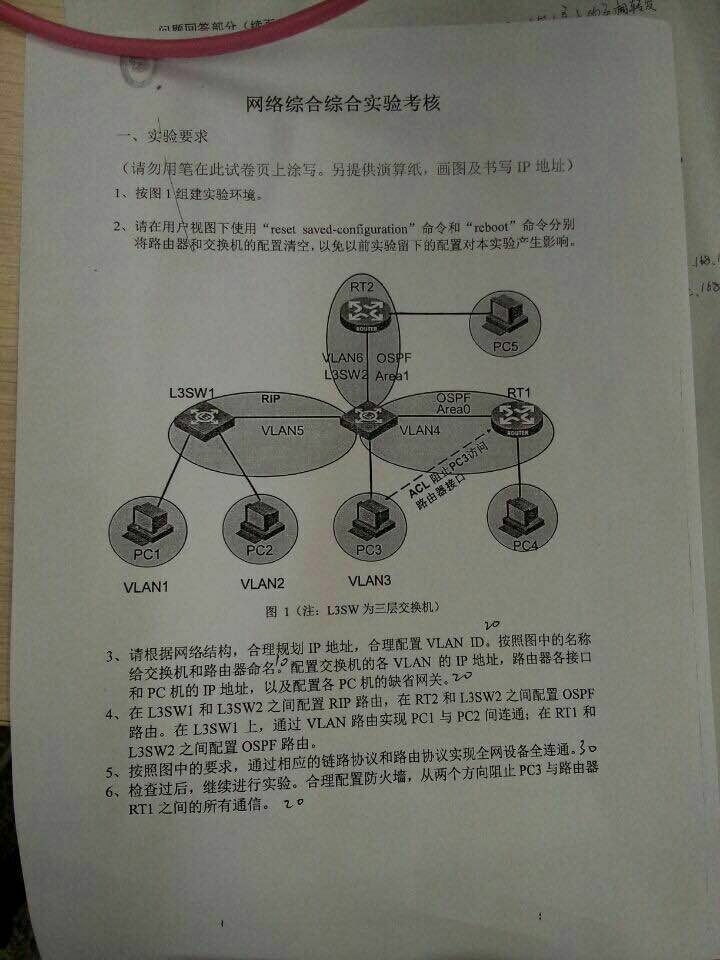 问题回答部分
网络综合综合实验考核
一、实验要求
（请勿用笔在此试卷页上涂写。另提供演算纸，画图及书写 IP 地址）
1、按图 1 组建实验环境。
2、请在用户视图下使用“reset saved-configuration”命令和“reboot”命令分别
将路由器和交换机的配置清空，以免以前实验留下的配置对本实验产生影响。
RT2
ROUTER
PC5
VLAN6 OSPF
L3SW2 Area1
L3SW1
RIP
OSPF
Area0
RT1
ROUTER
VLAN5
VLAN4
ACL 阻止PC3访问
路由器接口
PC1
PC2
PC3
PC4
VLAN1
VLAN2
VLAN3
图 1（注：L3SW 为三层交换机）
20
3、请根据网络结构，合理规划 IP 地址，合理配置 VLAN ID。按照图中的名称
给交换机和路由器命名。10 配置交换机的各 VLAN 的 IP 地址，路由器各接口
和 PC 机的 IP 地址，以及配置各 PC 机的缺省网关。20
4、在 L3SW1 和 L3SW2 之间配置 RIP 路由，在 RT2 和 L3SW2 之间配置 OSPF
路由。在 L3SW1 上，通过 VLAN 路由实现 PC1 与 PC2 间连通；在 RT1 和
L3SW2 之间配置 OSPF 路由。
5、按照图中的要求，通过相应的链路协议和路由协议实现全网设备全连通。30
6、检查过后，继续进行实验。合理配置防火墙，从两个方向阻止 PC3 与路由器
RT1 之间的所有通信。 20